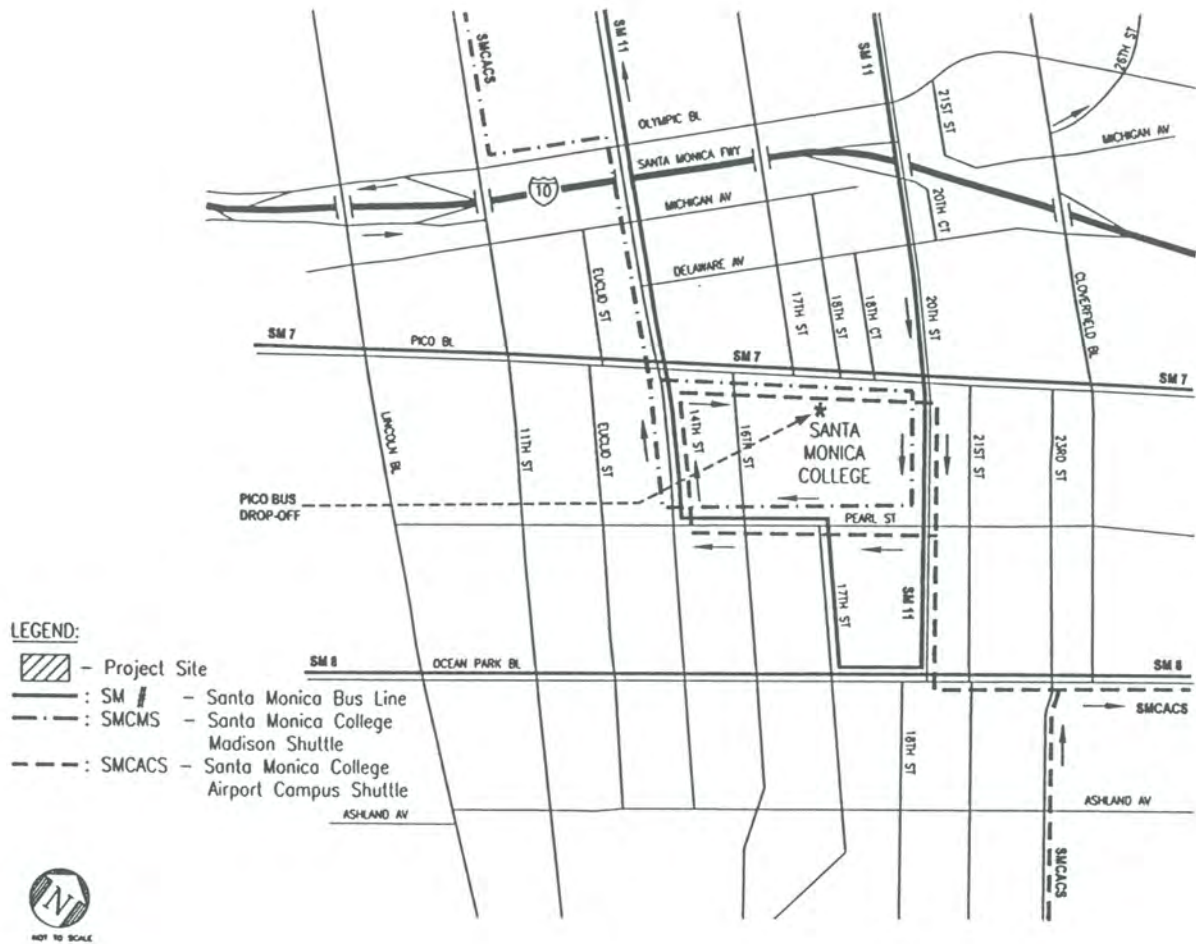 SMCACS
SM 11
SM 11
26TH ST
OLYMPIC BL
21ST ST
MICHIGAN AV
SANTA MONICA FWY
10
MICHIGAN AV
20TH CT
DELAWARE AV
EUCLID ST
17TH ST
18TH ST
18TH CT
20TH ST
CLOVERFIELD BL
SM 7
PICO BL
SM 7
SM 7
LINCOLN BL
11TH ST
EUCLID ST
14TH ST
16TH ST
*
SANTA
MONICA
COLLEGE
21ST ST
23RD ST
PICO BUS
DROP-OFF
PEARL ST
17TH ST
SM 11
LEGEND:
– Project Site
: SM # – Santa Monica Bus Line
: SMCMS – Santa Monica College
Madison Shuttle
: SMCACS – Santa Monica College
Airport Campus Shuttle
SM 8
OCEAN PARK BL
SM 8
SMCACS
18TH ST
ASHLAND AV
ASHLAND AV
SMCACS
N
NOT TO SCALE